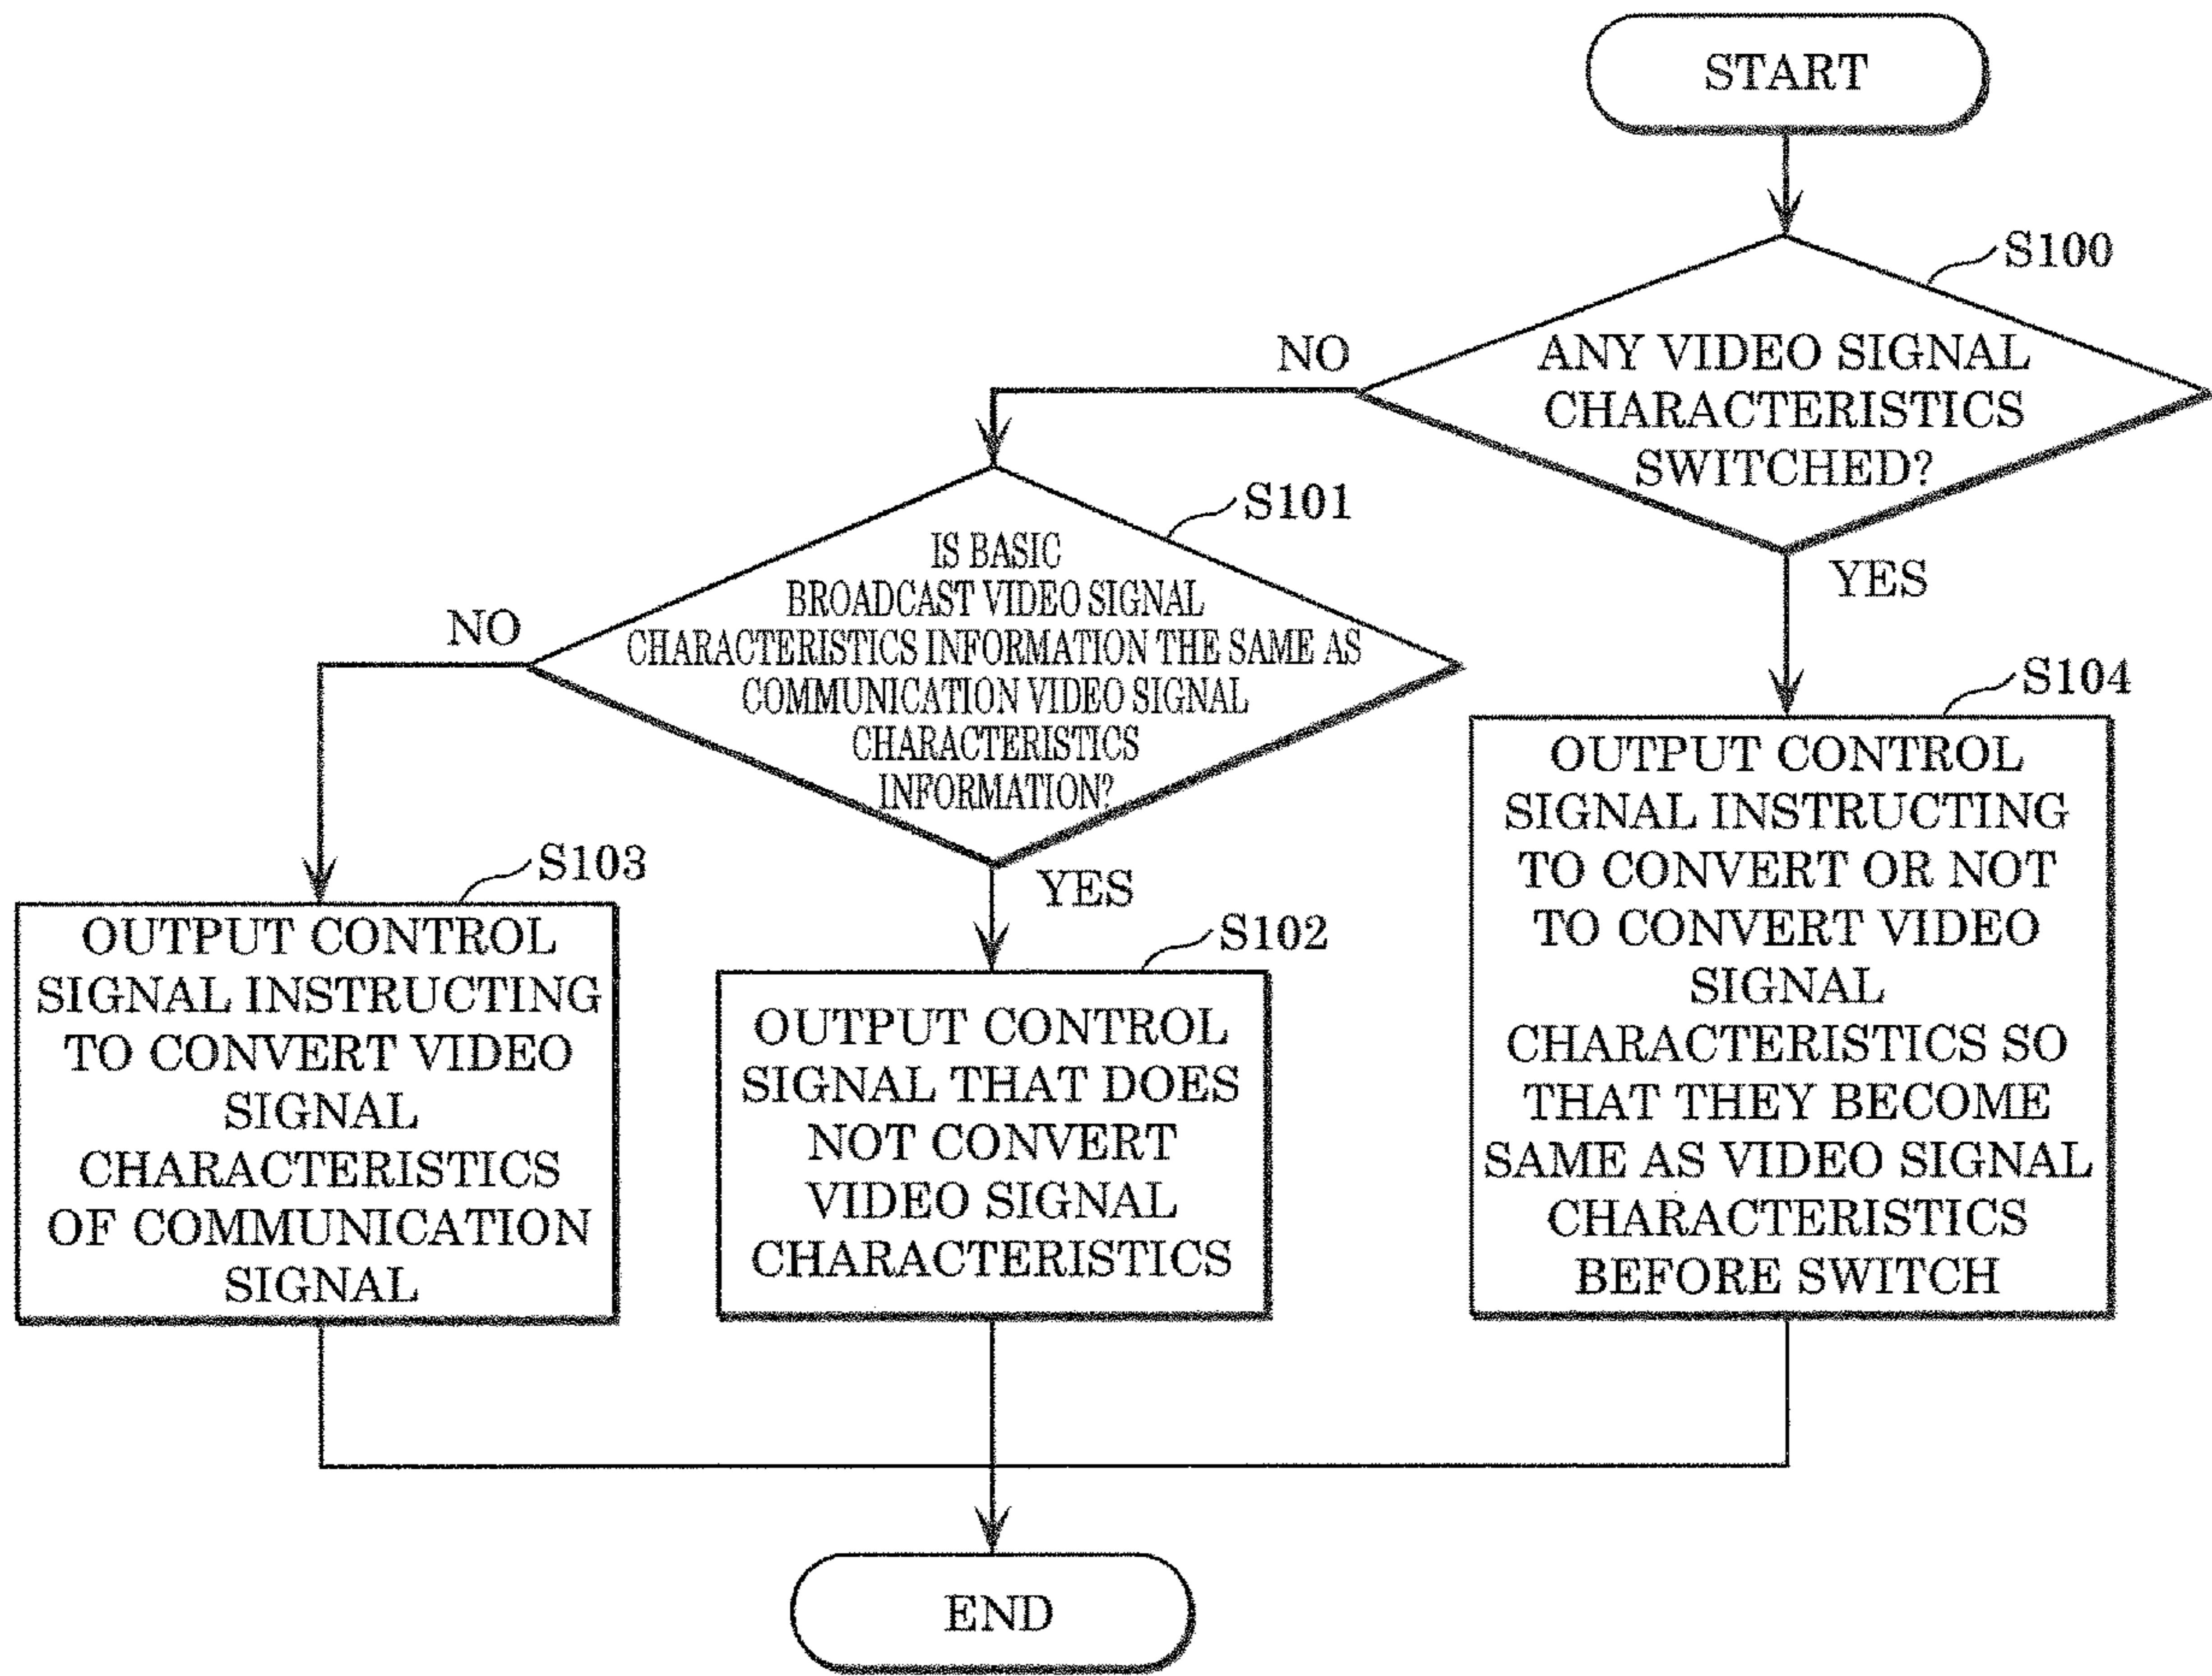 START
S100
ANY VIDEO SIGNAL
CHARACTERISTICS
SWITCHED?
NO
YES
S101
IS BASIC
BROADCAST VIDEO SIGNAL
CHARACTERISTICS INFORMATION THE SAME AS
COMMUNICATION VIDEO SIGNAL
CHARACTERISTICS
INFORMATION?
NO
YES
S104
OUTPUT CONTROL
SIGNAL INSTRUCTING
TO CONVERT OR NOT
TO CONVERT VIDEO
SIGNAL
CHARACTERISTICS SO
THAT THEY BECOME
SAME AS VIDEO SIGNAL
CHARACTERISTICS
BEFORE SWITCH
S103
OUTPUT CONTROL
SIGNAL INSTRUCTING
TO CONVERT VIDEO
SIGNAL
CHARACTERISTICS
OF COMMUNICATION
SIGNAL
S102
OUTPUT CONTROL
SIGNAL THAT DOES
NOT CONVERT
VIDEO SIGNAL
CHARACTERISTICS
END